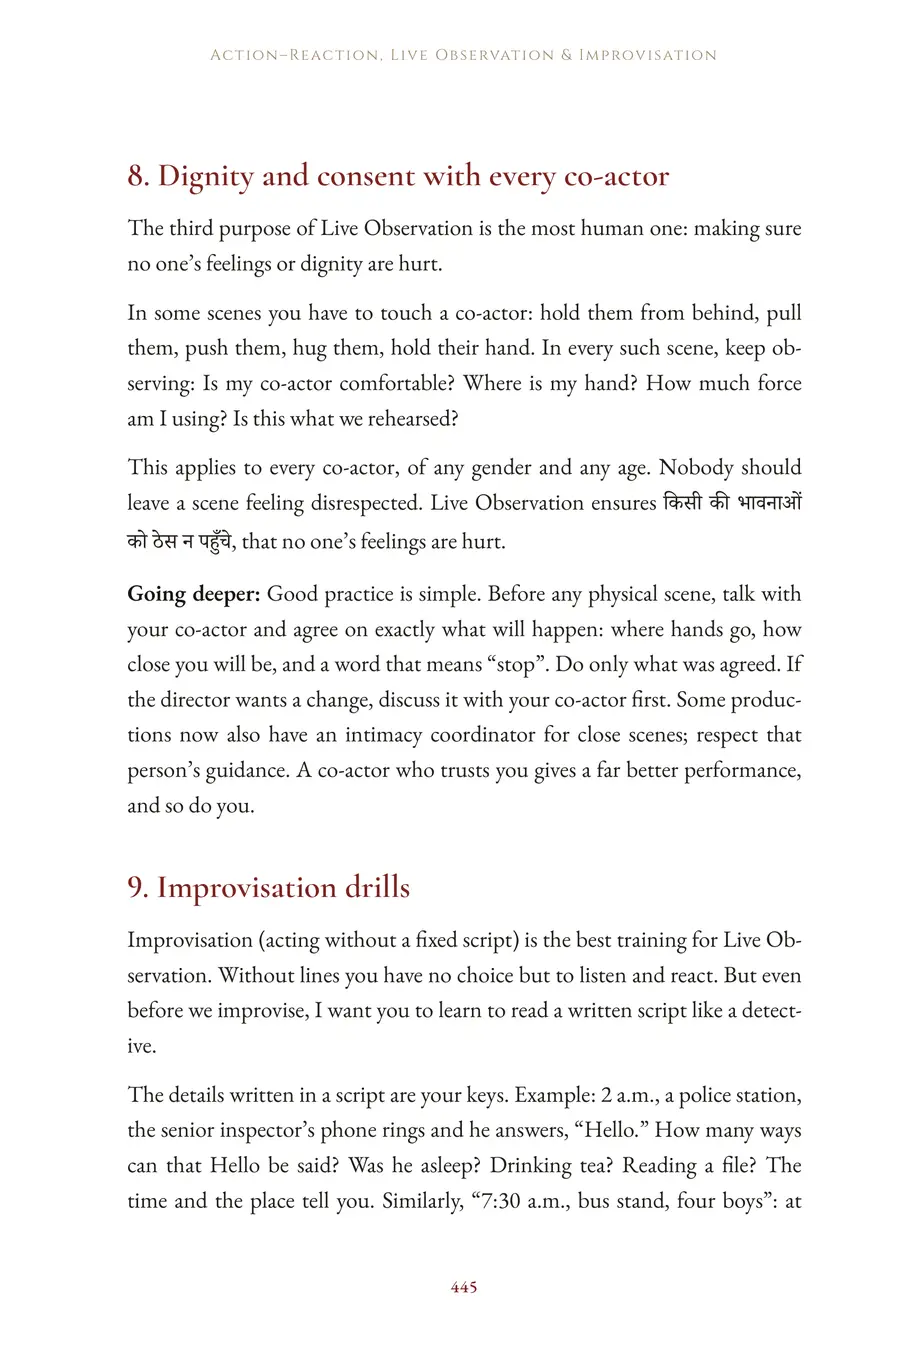 ACTION–REACTION, LIVE OBSERVATION & IMPROVISATION
8. Dignity and consent with every co-actor
The third purpose of Live Observation is the most human one: making sure
no one’s feelings or dignity are hurt.
In some scenes you have to touch a co-actor: hold them from behind, pull
them, push them, hug them, hold their hand. In every such scene, keep ob-
serving: Is my co-actor comfortable? Where is my hand? How much force
am I using? Is this what we rehearsed?
This applies to every co-actor, of any gender and any age. Nobody should
leave a scene feeling disrespected. Live Observation ensures किसी की भावनाओं
को ठेस न पहुँचे, that no one’s feelings are hurt.
Going deeper: Good practice is simple. Before any physical scene, talk with
your co-actor and agree on exactly what will happen: where hands go, how
close you will be, and a word that means “stop”. Do only what was agreed. If
the director wants a change, discuss it with your co-actor first. Some produc-
tions now also have an intimacy coordinator for close scenes; respect that
person’s guidance. A co-actor who trusts you gives a far better performance,
and so do you.
9. Improvisation drills
Improvisation (acting without a fixed script) is the best training for Live Ob-
servation. Without lines you have no choice but to listen and react. But even
before we improvise, I want you to learn to read a written script like a detect-
ive.
The details written in a script are your keys. Example: 2 a.m., a police station,
the senior inspector’s phone rings and he answers, “Hello.” How many ways
can that Hello be said? Was he asleep? Drinking tea? Reading a file? The
time and the place tell you. Similarly, “7:30 a.m., bus stand, four boys”: at
445